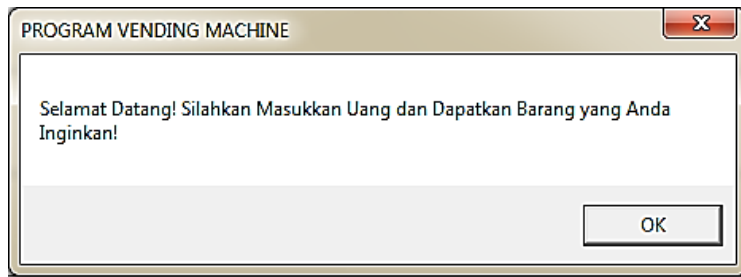 PROGRAM VENDING MACHINE
Selamat Datang! Silahkan Masukkan Uang dan Dapatkan Barang yang Anda
Inginkan!
OK